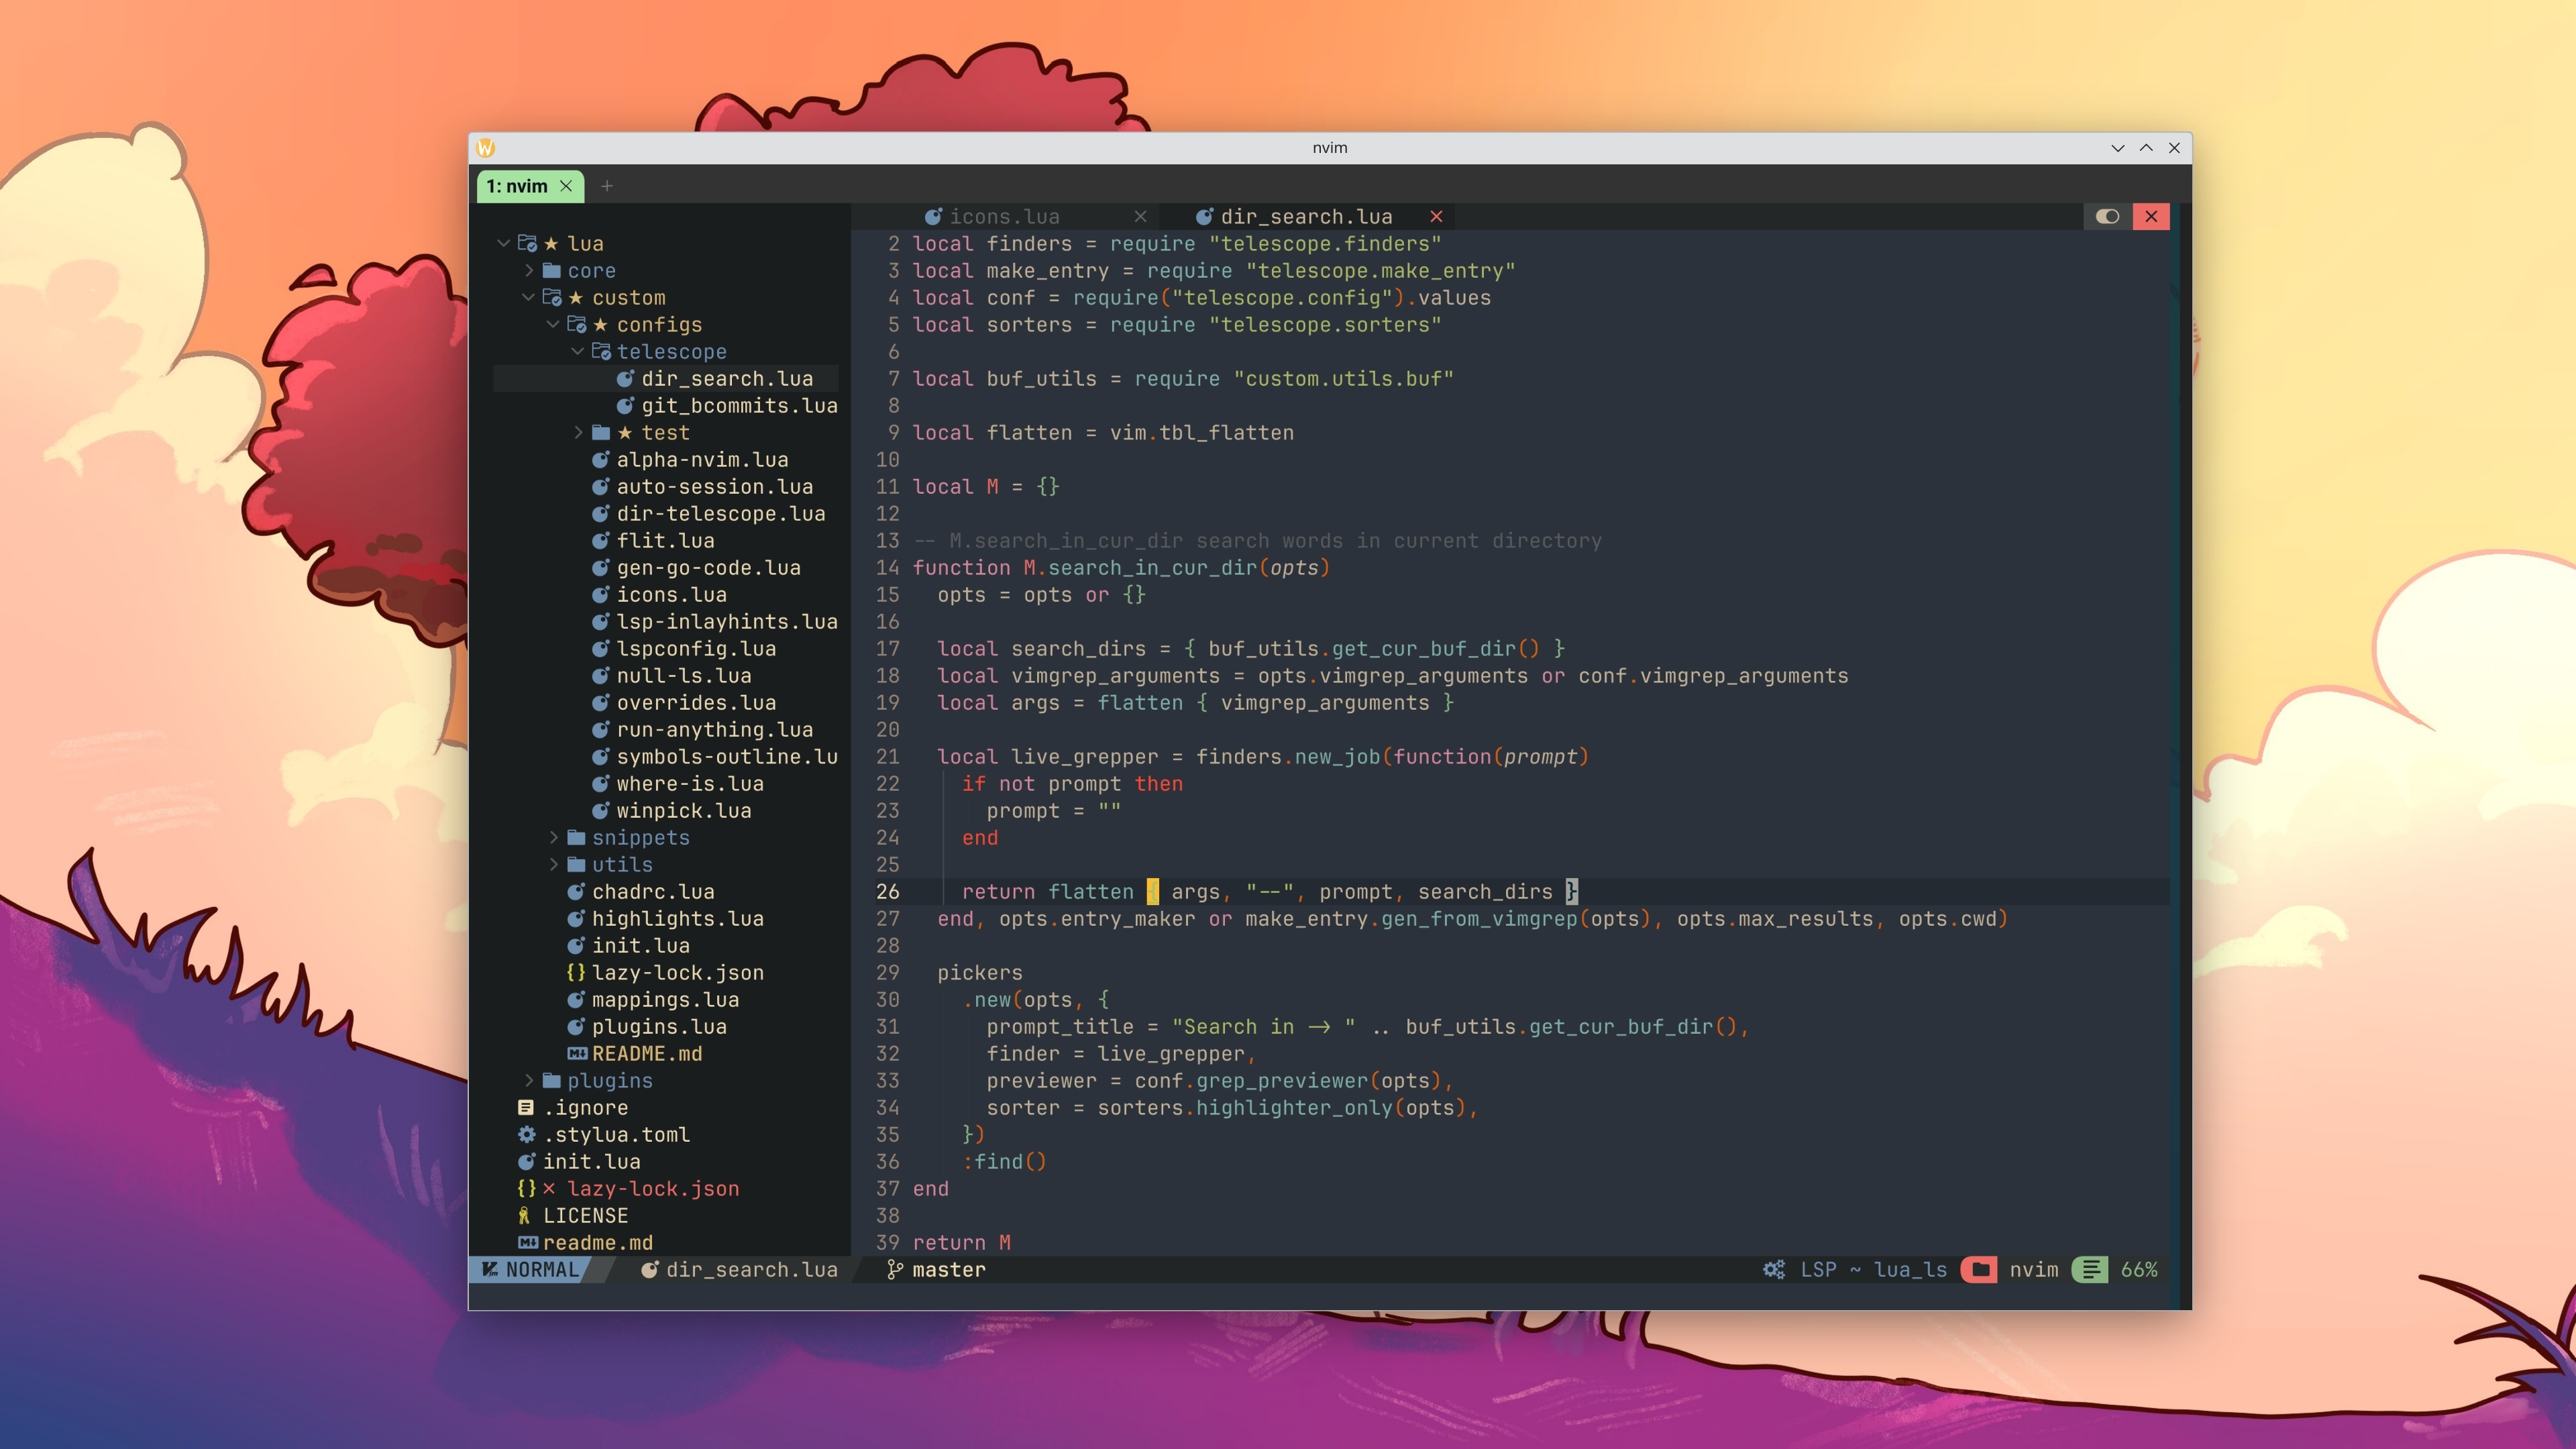 nvim
1: nvim
icons.lua dir_search.lua
lua
core
custom
configs
telescope
dir_search.lua
git_bcommits.lua
test
alpha-nvim.lua
auto-session.lua
dir-telescope.lua
flit.lua
gen-go-code.lua
icons.lua
lsp-inlayhints.lua
lspconfig.lua
null-ls.lua
overrides.lua
run-anything.lua
symbols-outline.lu
where-is.lua
winpick.lua
snippets
utils
chadrc.lua
highlights.lua
init.lua
{} lazy-lock.json
mappings.lua
plugins.lua
README.md
plugins
.ignore
.stylua.toml
init.lua
{} × lazy-lock.json
LICENSE
readme.md
2 local finders = require "telescope.finders"
3 local make_entry = require "telescope.make_entry"
4 local conf = require("telescope.config").values
5 local sorters = require "telescope.sorters"
6
7 local buf_utils = require "custom.utils.buf"
8
9 local flatten = vim.tbl_flatten
10
11 local M = {}
12
13 -- M.search_in_cur_dir search words in current directory
14 function M.search_in_cur_dir(opts)
15 opts = opts or {}
16
17 local search_dirs = { buf_utils.get_cur_buf_dir() }
18 local vimgrep_arguments = opts.vimgrep_arguments or conf.vimgrep_arguments
19 local args = flatten { vimgrep_arguments }
20
21 local live_grepper = finders.new_job(function(prompt)
22 if not prompt then
23 prompt = ""
24 end
25
26 return flatten { args, "--", prompt, search_dirs }
27 end, opts.entry_maker or make_entry.gen_from_vimgrep(opts), opts.max_results, opts.cwd)
28
29 pickers
30 .new(opts, {
31 prompt_title = "Search in -> " .. buf_utils.get_cur_buf_dir(),
32 finder = live_grepper,
33 previewer = conf.grep_previewer(opts),
34 sorter = sorters.highlighter_only(opts),
35 })
36 :find()
37 end
38
39 return M
NORMAL dir_search.lua master LSP ~ lua_ls nvim 66%